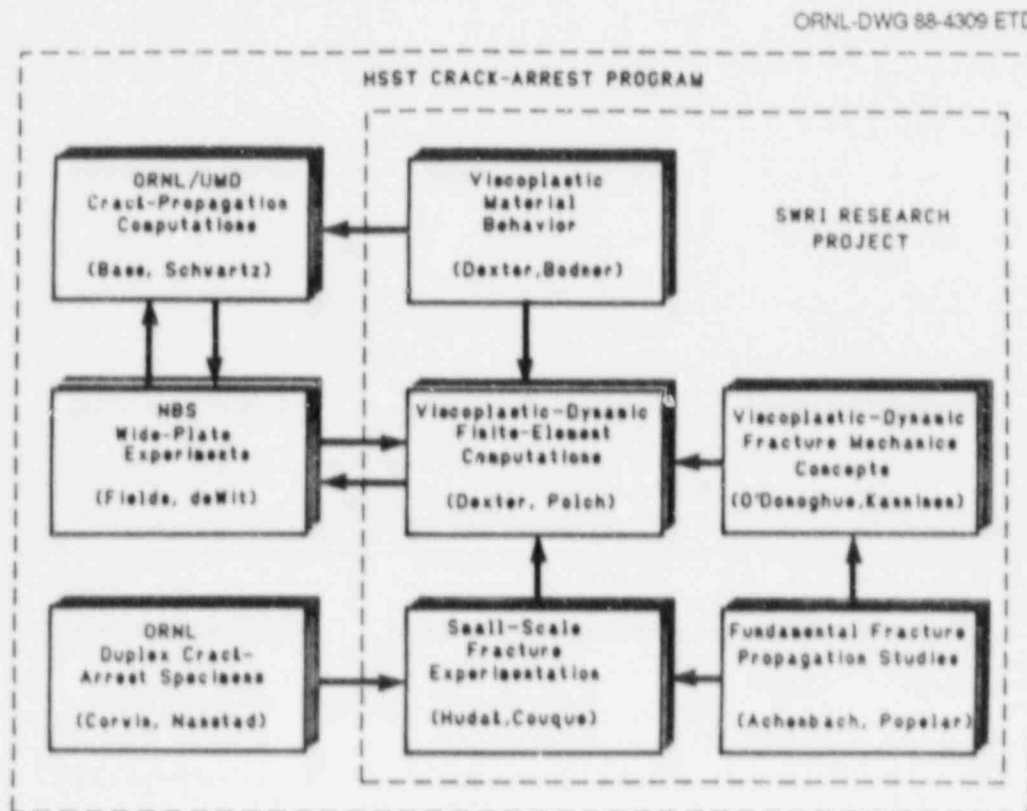 ORNL-DWG 88-4309 ETD
HSST CRACK-ARREST PROGRAM
ORNL/UMD
Crack-Propagation
Computations
(Bass, Schwartz)
Viscoplastic
Material
Behavior
(Dexter,Bodner)
SWRI RESEARCH
PROJECT
NBS
Wide-Plate
Experiments
(Fields, deWit)
Viscoplastic-Dynamic
Finite-Element
Computations
(Dexter, Polch)
Viscoplastic-Dynamic
Fracture Mechanics
Concepts
(O'Donoghue,Kanninen)
ORNL
Duplex Crack-
Arrest Specimens
(Corwin, Nanstad)
Small-Scale
Fracture
Experimentation
(Hudak,Couque)
Fundamental Fracture
Propagation Studies
(Achenbach, Popelar)